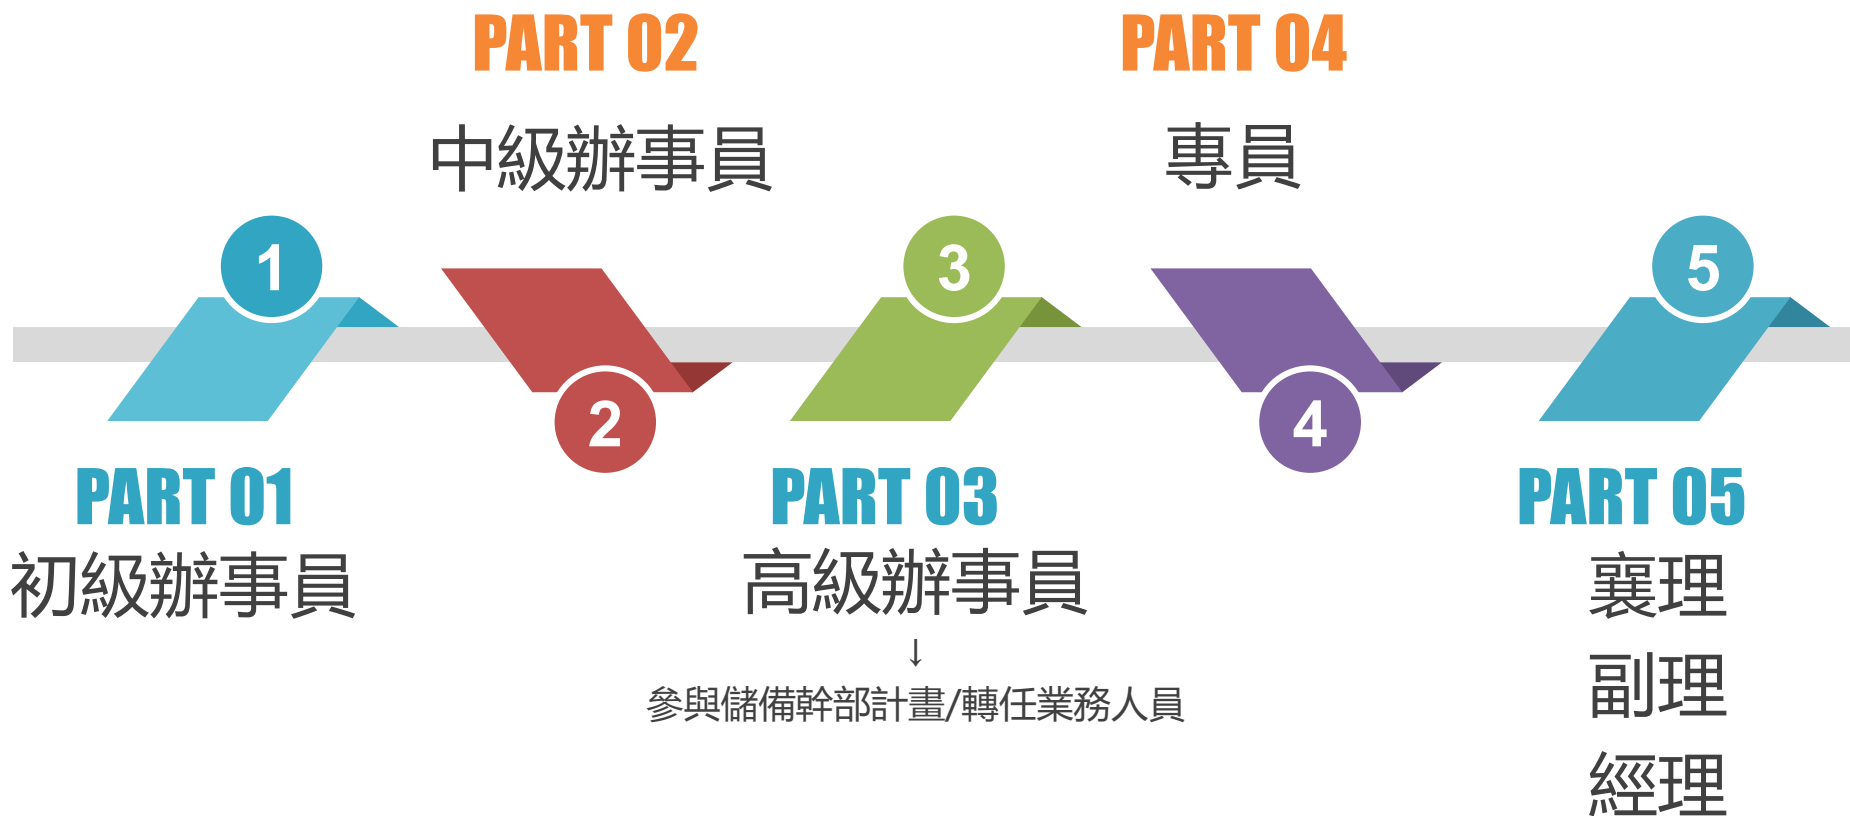 PART 01
1
初級辦事員
PART 02
中級辦事員
2
3
PART 03
高級辦事員
↓
參與儲備幹部計畫/轉任業務人員
PART 04
專員
4
5
PART 05
襄理
副理
經理